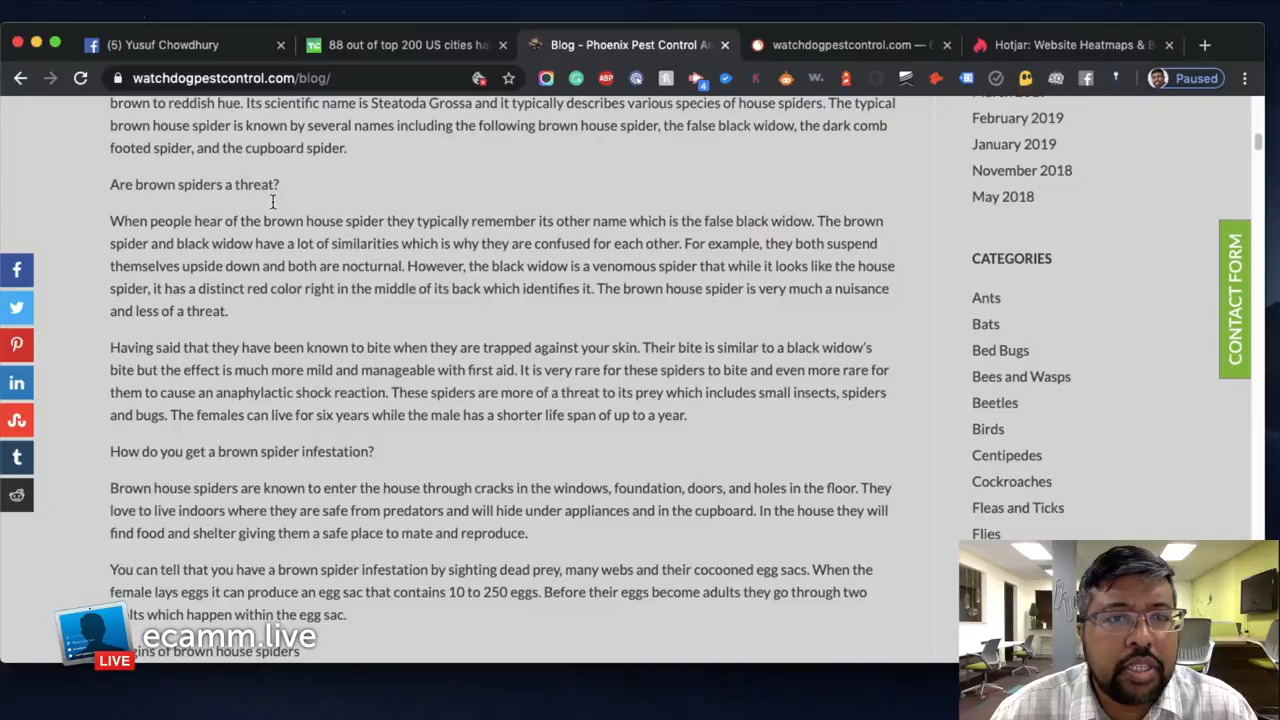 (5) Yusuf Chowdhury
88 out of top 200 US cities ha
Blog - Phoenix Pest Control Ar
watchdogpestcontrol.com —
Hotjar: Website Heatmaps & B
watchdogpestcontrol.com/blog/
ABP
4
Paused
brown to reddish hue. Its scientific name is Steatoda Grossa and it typically describes various species of house spiders. The typical
brown house spider is known by several names including the following brown house spider, the false black widow, the dark comb
footed spider, and the cupboard spider.
Are brown spiders a threat?
When people hear of the brown house spider they typically remember its other name which is the false black widow. The brown
spider and black widow have a lot of similarities which is why they are confused for each other. For example, they both suspend
themselves upside down and both are nocturnal. However, the black widow is a venomous spider that while it looks like the house
spider, it has a distinct red color right in the middle of its back which identifies it. The brown house spider is very much a nuisance
and less of a threat.
Having said that they have been known to bite when they are trapped against your skin. Their bite is similar to a black widow's
bite but the effect is much more mild and manageable with first aid. It is very rare for these spiders to bite and even more rare for
them to cause an anaphylactic shock reaction. These spiders are more of a threat to its prey which includes small insects, spiders
and bugs. The females can live for six years while the male has a shorter life span of up to a year.
How do you get a brown spider infestation?
Brown house spiders are known to enter the house through cracks in the windows, foundation, doors, and holes in the floor. They
love to live indoors where they are safe from predators and will hide under appliances and in the cupboard. In the house they will
find food and shelter giving them a safe place to mate and reproduce.
You can tell that you have a brown spider infestation by sighting dead prey, many webs and their cocooned egg sacs. When the
female lays eggs it can produce an egg sac that contains 10 to 250 eggs. Before their eggs become adults they go through two
which happen within the egg sac.
of brown house spiders
February 2019
January 2019
November 2018
May 2018
CATEGORIES
Ants
Bats
Bed Bugs
Bees and Wasps
Beetles
Birds
Centipedes
Cockroaches
Fleas and Ticks
Flies
CONTACT FORM
ecamm.live
LIVE